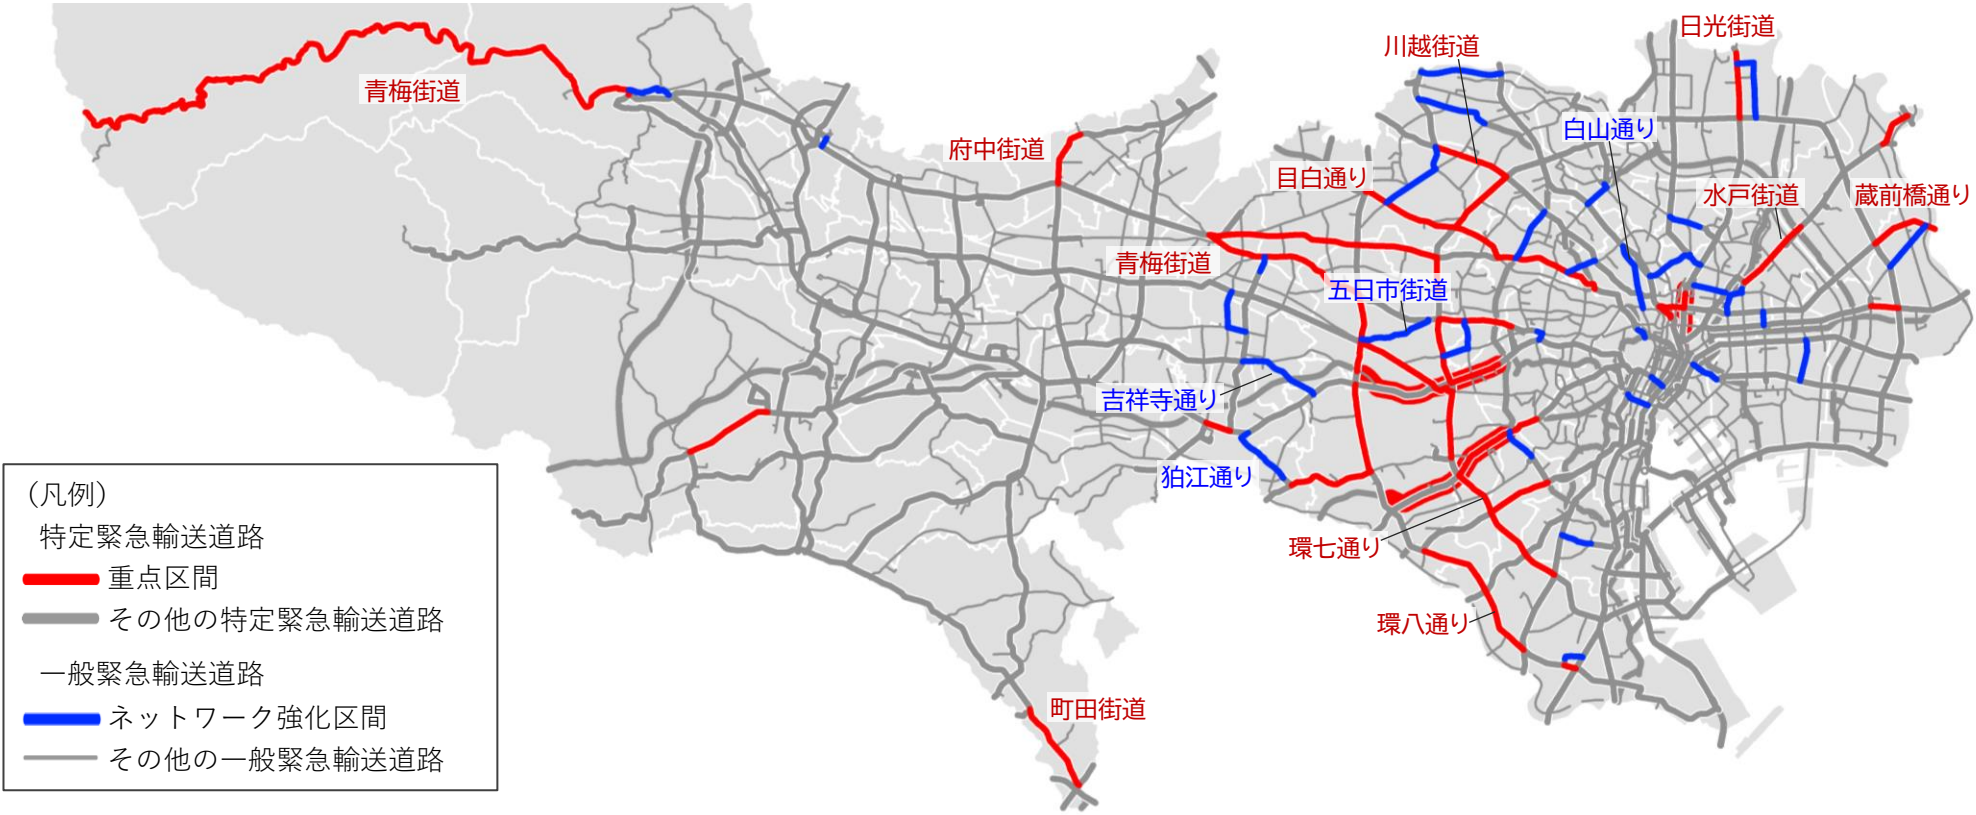 日光街道
川越街道
青梅街道
白山通り
府中街道
目白通り
水戸街道
蔵前橋通り
青梅街道
五日市街道
吉祥寺通り
狛江通り
環七通り
環八通り
町田街道
（凡例）
特定緊急輸送道路
重点区間
その他の特定緊急輸送道路
一般緊急輸送道路
ネットワーク強化区間
その他の一般緊急輸送道路